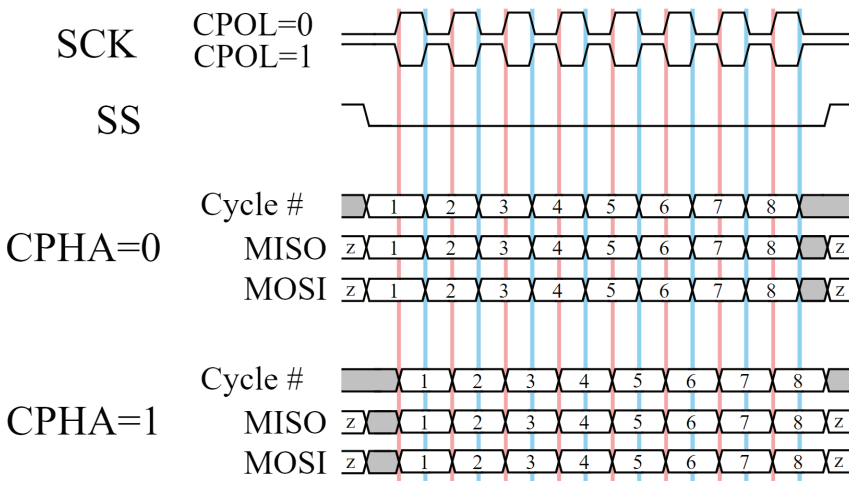 SCK CPOL=0
CPOL=1
SS
Cycle # 1 2 3 4 5 6 7 8
CPHA=0 MISO z 1 2 3 4 5 6 7 8 z
MOSI z 1 2 3 4 5 6 7 8 z
Cycle # 1 2 3 4 5 6 7 8
CPHA=1 MISO z 1 2 3 4 5 6 7 8 z
MOSI z 1 2 3 4 5 6 7 8 z